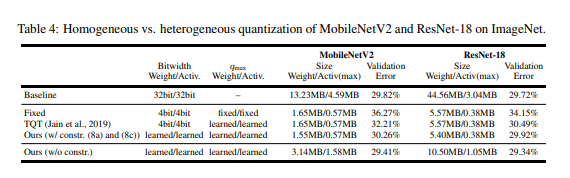 Table 4: Homogeneous vs. heterogeneous quantization of MobileNetV2 and ResNet-18 on ImageNet.
MobileNetV2 ResNet-18
Bitwidth qmax Size Validation Size Validation
Weight/Activ. Weight/Activ. Weight/Activ(max) Error Weight/Activ(max) Error
Baseline 32bit/32bit – 13.23MB/4.59MB 29.82% 44.56MB/3.04MB 29.72%
Fixed 4bit/4bit fixed/fixed 1.65MB/0.57MB 36.27% 5.57MB/0.38MB 34.15%
TQT (Jain et al., 2019) 4bit/4bit learned/learned 1.65MB/0.57MB 32.21% 5.57MB/0.38MB 30.49%
Ours (w/ constr. (8a) and (8c)) learned/learned learned/learned 1.55MB/0.57MB 30.26% 5.40MB/0.38MB 29.92%
Ours (w/o constr.) learned/learned learned/learned 3.14MB/1.58MB 29.41% 10.50MB/1.05MB 29.34%